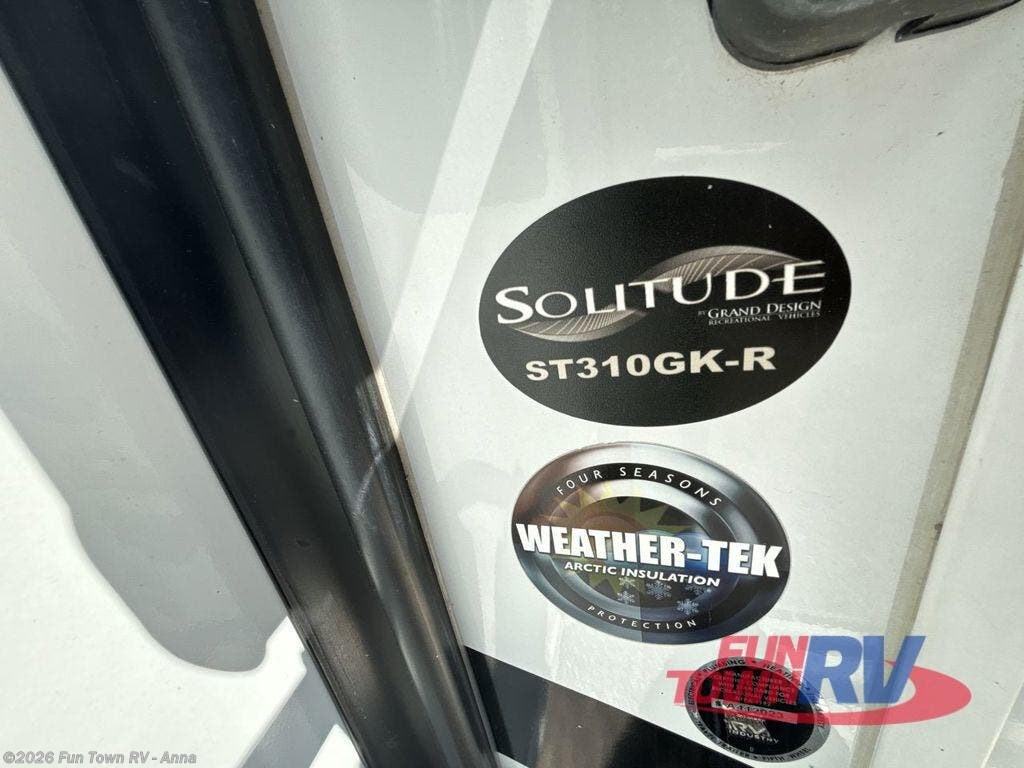 SOLITUDE
BY GRAND DESIGN
RECREATIONAL VEHICLES
ST310GK-R
FOUR SEASONS
WEATHER-TEK
ARCTIC INSULATION
PROTECTION
FUN
TOWN RV
INDUSTRY
©2026 Fun Town RV - Anna